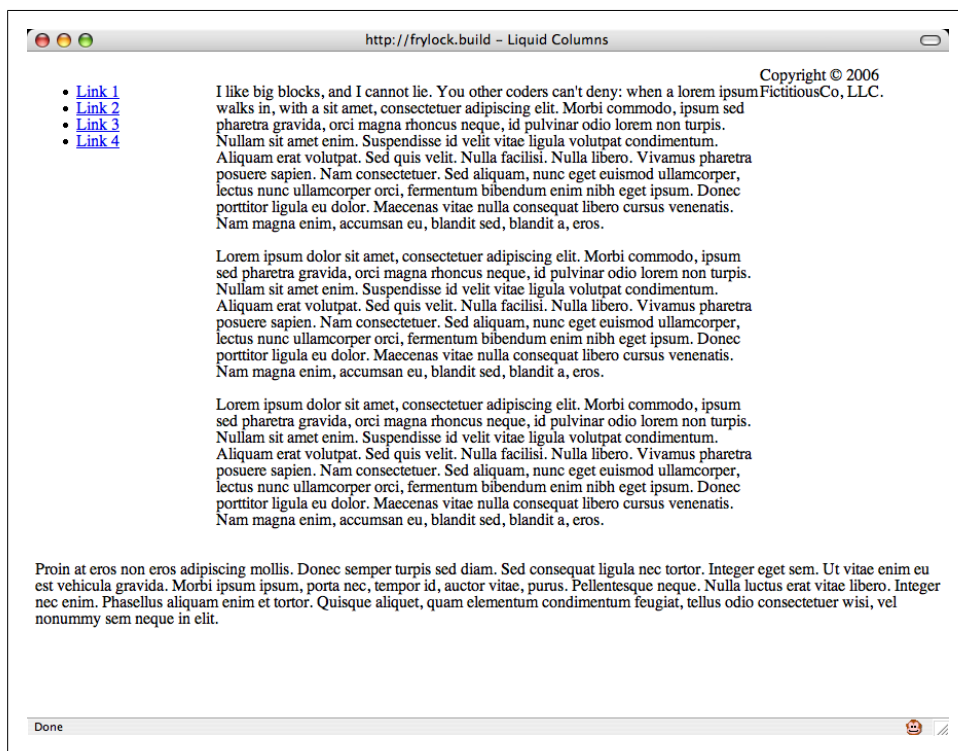 http://frylock.build – Liquid Columns
• Link 1
• Link 2
• Link 3
• Link 4
I like big blocks, and I cannot lie. You other coders can't deny: when a lorem ipsum
walks in, with a sit amet, consectetuer adipiscing elit. Morbi commodo, ipsum sed
pharetra gravida, orci magna rhoncus neque, id pulvinar odio lorem non turpis.
Nullam sit amet enim. Suspendisse id velit vitae ligula volutpat condimentum.
Aliquam erat volutpat. Sed quis velit. Nulla facilisi. Nulla libero. Vivamus pharetra
posuere sapien. Nam consectetuer. Sed aliquam, nunc eget euismod ullamcorper,
lectus nunc ullamcorper orci, fermentum bibendum enim nibh eget ipsum. Donec
porttitor ligula eu dolor. Maecenas vitae nulla consequat libero cursus venenatis.
Nam magna enim, accumsan eu, blandit sed, blandit a, eros.
Lorem ipsum dolor sit amet, consectetuer adipiscing elit. Morbi commodo, ipsum
sed pharetra gravida, orci magna rhoncus neque, id pulvinar odio lorem non turpis.
Nullam sit amet enim. Suspendisse id velit vitae ligula volutpat condimentum.
Aliquam erat volutpat. Sed quis velit. Nulla facilisi. Nulla libero. Vivamus pharetra
posuere sapien. Nam consectetuer. Sed aliquam, nunc eget euismod ullamcorper,
lectus nunc ullamcorper orci, fermentum bibendum enim nibh eget ipsum. Donec
porttitor ligula eu dolor. Maecenas vitae nulla consequat libero cursus venenatis.
Nam magna enim, accumsan eu, blandit sed, blandit a, eros.
Lorem ipsum dolor sit amet, consectetuer adipiscing elit. Morbi commodo, ipsum
sed pharetra gravida, orci magna rhoncus neque, id pulvinar odio lorem non turpis.
Nullam sit amet enim. Suspendisse id velit vitae ligula volutpat condimentum.
Aliquam erat volutpat. Sed quis velit. Nulla facilisi. Nulla libero. Vivamus pharetra
posuere sapien. Nam consectetuer. Sed aliquam, nunc eget euismod ullamcorper,
lectus nunc ullamcorper orci, fermentum bibendum enim nibh eget ipsum. Donec
porttitor ligula eu dolor. Maecenas vitae nulla consequat libero cursus venenatis.
Nam magna enim, accumsan eu, blandit sed, blandit a, eros.
Copyright © 2006
FictitiousCo, LLC.
Proin at eros non eros adipiscing mollis. Donec semper turpis sed diam. Sed consequat ligula nec tortor. Integer eget sem. Ut vitae enim eu
est vehicula gravida. Morbi ipsum ipsum, porta nec, tempor id, auctor vitae, purus. Pellentesque neque. Nulla luctus erat vitae libero. Integer
nec enim. Phasellus aliquam enim et tortor. Quisque aliquet, quam elementum condimentum feugiat, tellus odio consectetuer wisi, vel
nonummy sem neque in elit.
Done